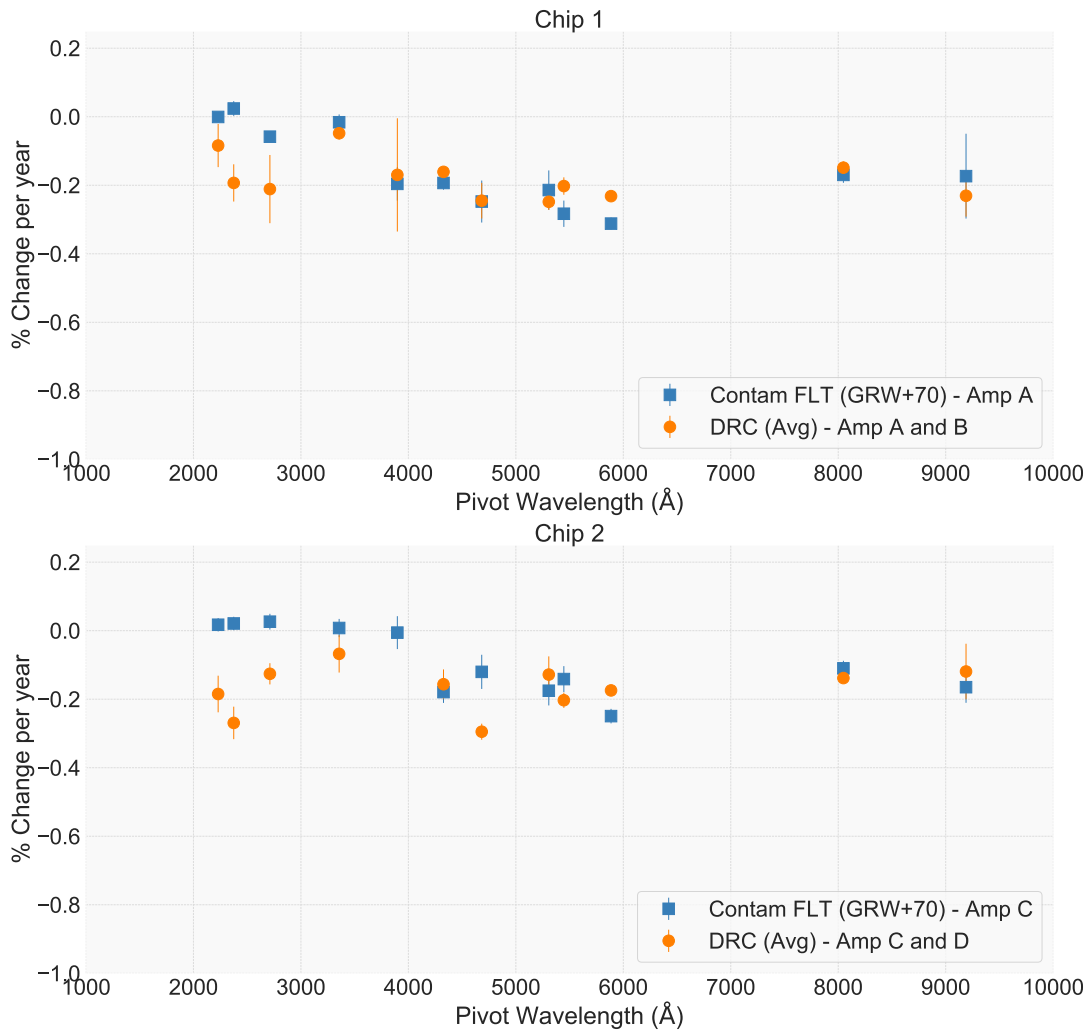 Chip 1
0.2
0.0
−0.2
−0.4
−0.6
−0.8
−1.0
% Change per year
Contam FLT (GRW+70) - Amp A
DRC (Avg) - Amp A and B
1000 2000 3000 4000 5000 6000 7000 8000 9000 10000
Pivot Wavelength (Å)
Chip 2
0.2
0.0
−0.2
−0.4
−0.6
−0.8
−1.0
% Change per year
Contam FLT (GRW+70) - Amp C
DRC (Avg) - Amp C and D
1000 2000 3000 4000 5000 6000 7000 8000 9000 10000
Pivot Wavelength (Å)